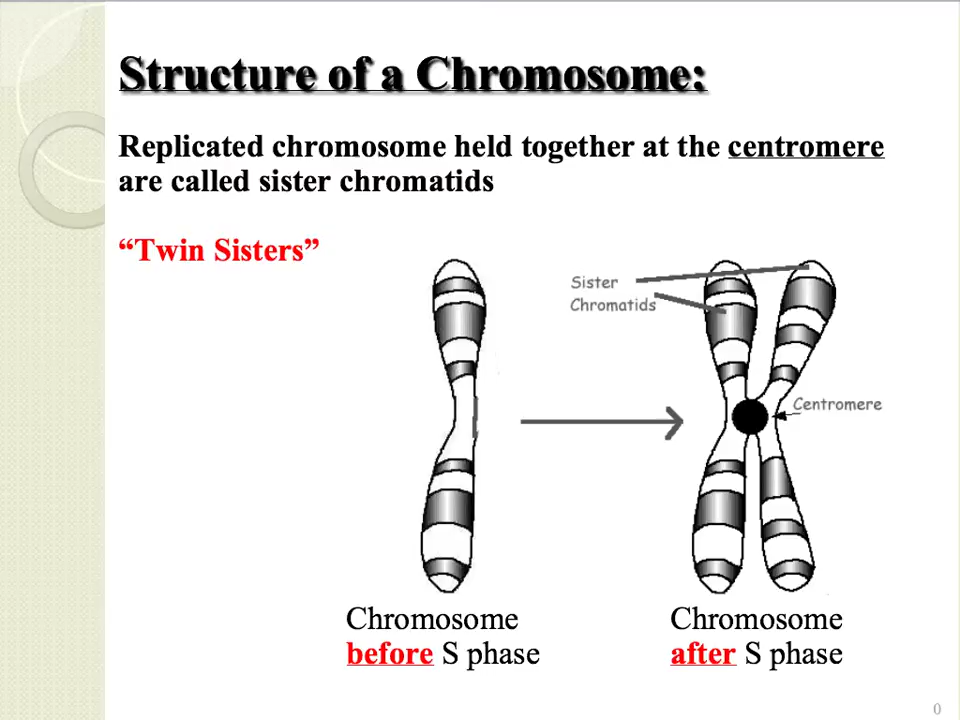 Structure of a Chromosome:
Replicated chromosome held together at the centromere
are called sister chromatids
“Twin Sisters”
Sister
Chromatids
Centromere
Chromosome
before S phase
Chromosome
after S phase
0